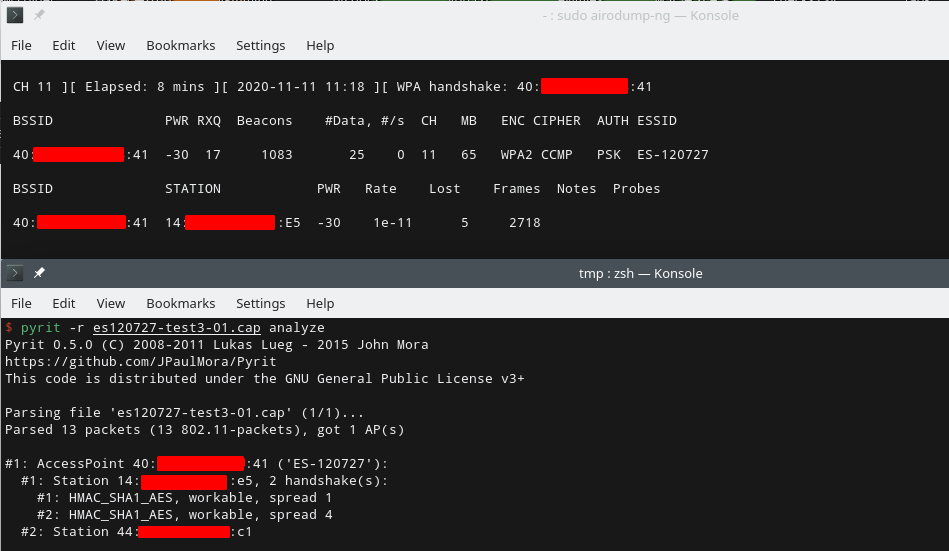 - : sudo airodump-ng — Konsole
File Edit View Bookmarks Settings Help
CH 11 ][ Elapsed: 8 mins ][ 2020-11-11 11:18 ][ WPA handshake: 40: :41
BSSID PWR RXQ Beacons #Data, #/s CH MB ENC CIPHER AUTH ESSID
40: :41 -30 17 1083 25 0 11 65 WPA2 CCMP PSK ES-120727
BSSID STATION PWR Rate Lost Frames Notes Probes
40: :41 14: :E5 -30 1e-11 5 2718
tmp : zsh — Konsole
File Edit View Bookmarks Settings Help
$ pyrit -r es120727-test3-01.cap analyze
Pyrit 0.5.0 (C) 2008-2011 Lukas Lueg - 2015 John Mora
https://github.com/JPaulMora/Pyrit
This code is distributed under the GNU General Public License v3+
Parsing file 'es120727-test3-01.cap' (1/1)...
Parsed 13 packets (13 802.11-packets), got 1 AP(s)
#1: AccessPoint 40: :41 ('ES-120727'):
#1: Station 14: :e5, 2 handshake(s):
#1: HMAC_SHA1_AES, workable, spread 1
#2: HMAC_SHA1_AES, workable, spread 4
#2: Station 44: :c1